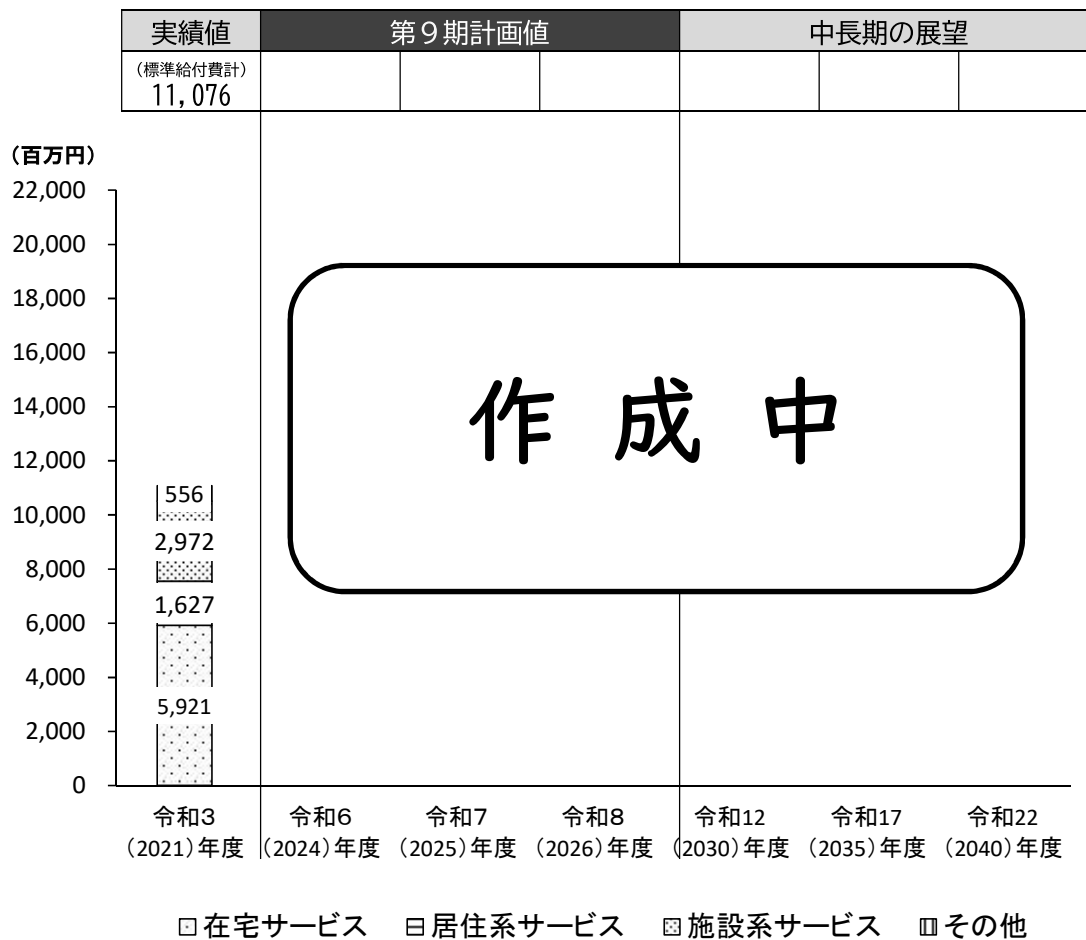 実績値 第９期計画値 中長期の展望
（標準給付費計）
11,076
（百万円）
22,000
20,000
18,000
16,000
14,000
12,000
10,000
8,000
6,000
4,000
2,000
0
作成中
556
2,972
1,627
5,921
令和３ 令和６ 令和７ 令和８ 令和12 令和17 令和22
（2021）年度 （2024）年度 （2025）年度 （2026）年度 （2030）年度 （2035）年度 （2040）年度
在宅サービス 居住系サービス 施設系サービス その他